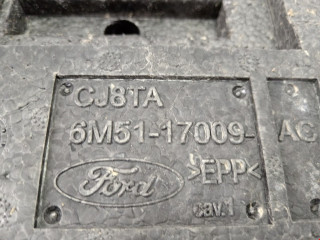 CJ8TA
6M51-17009-AC
>EPP<
Ford
cav.1